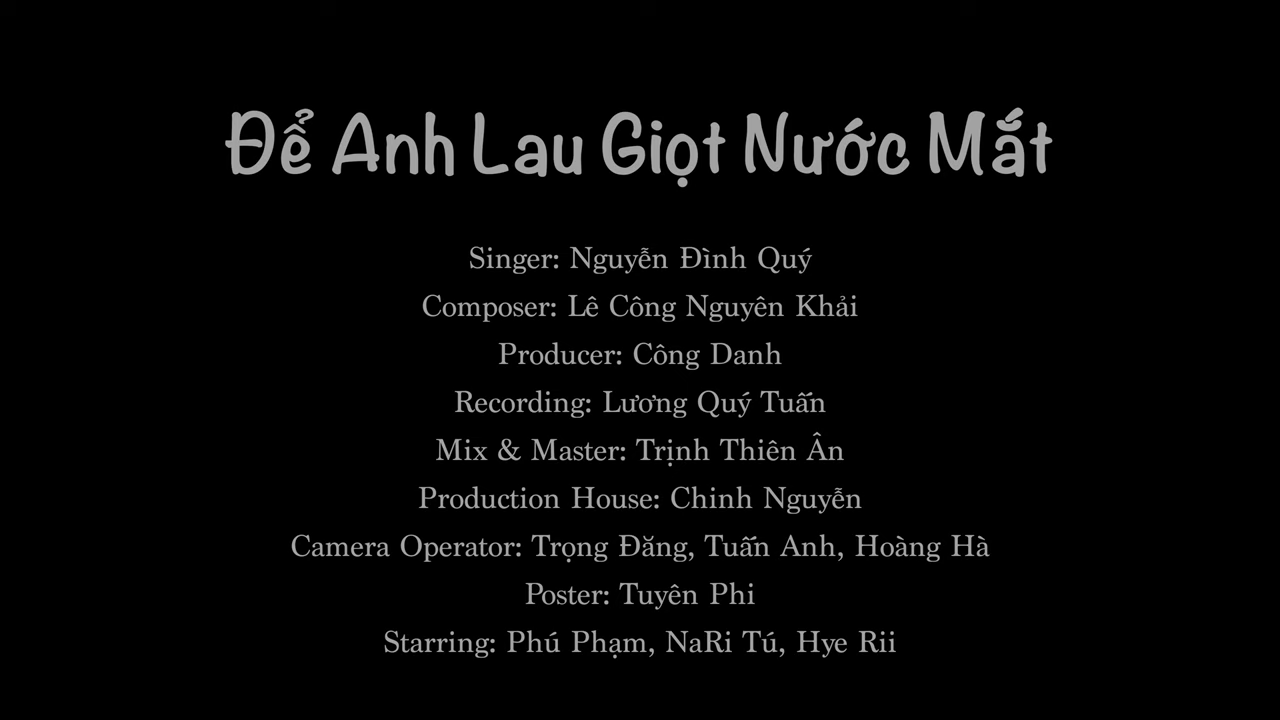 Để Anh Lau Giọt Nước Mắt
Singer: Nguyễn Đình Quý
Composer: Lê Công Nguyên Khải
Producer: Công Danh
Recording: Lương Quý Tuấn
Mix & Master: Trịnh Thiên Ân
Production House: Chinh Nguyễn
Camera Operator: Trọng Đăng, Tuấn Anh, Hoàng Hà
Poster: Tuyên Phi
Starring: Phú Phạm, NaRi Tú, Hye Rii